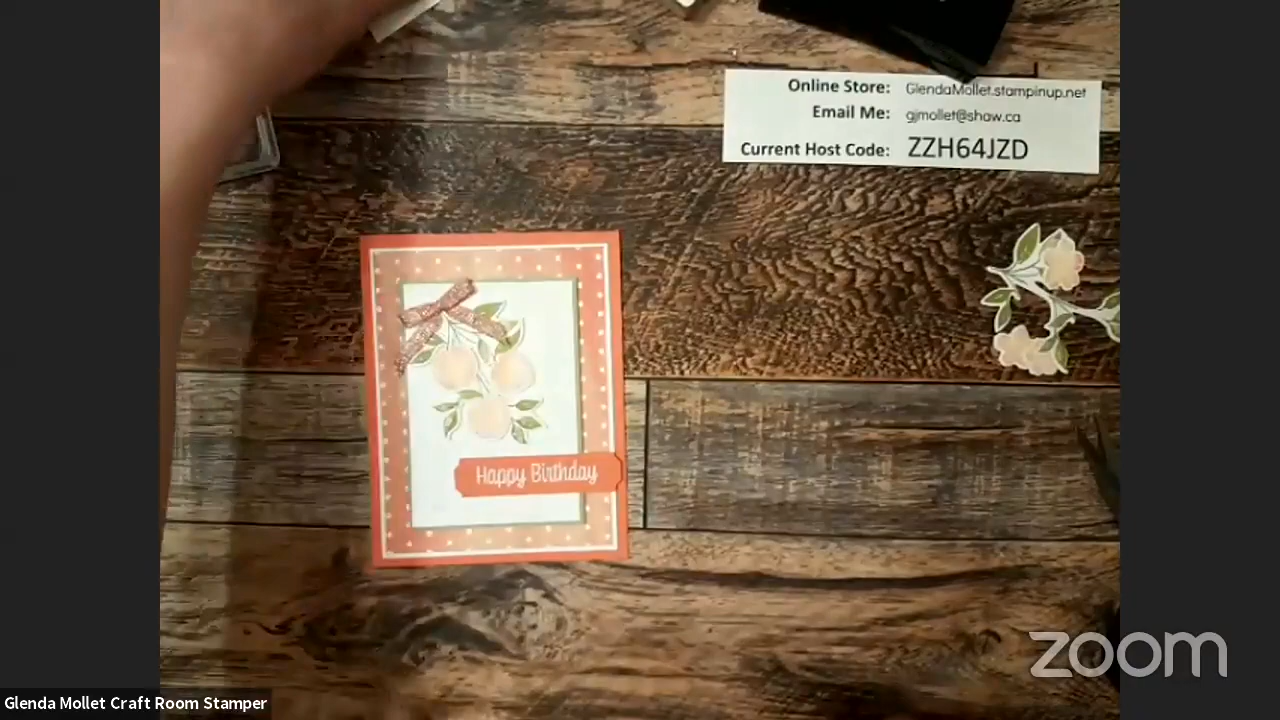 Online Store: GlendaMollet.stampinup.net
Email Me: gjmollet@shaw.ca
Current Host Code: ZZH64JZD
Happy Birthday
zoom
Glenda Mollet Craft Room Stamper